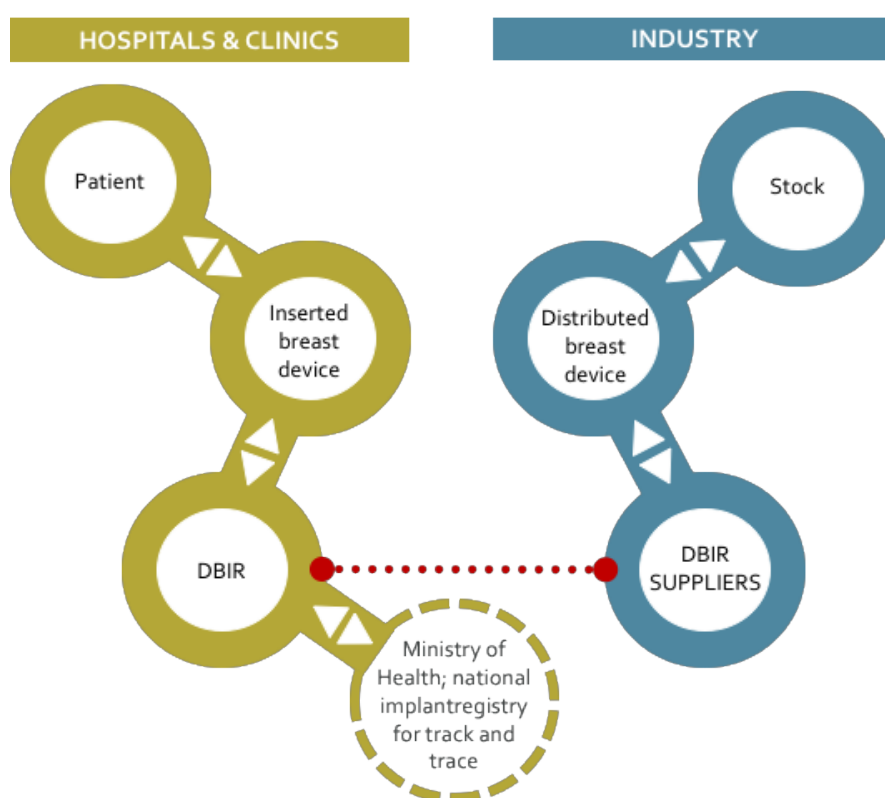 HOSPITALS & CLINICS
INDUSTRY
Patient
Stock
Inserted
breast
device
Distributed
breast
device
DBIR
DBIR
SUPPLIERS
Ministry of
Health; national
implantregistry
for track and
trace